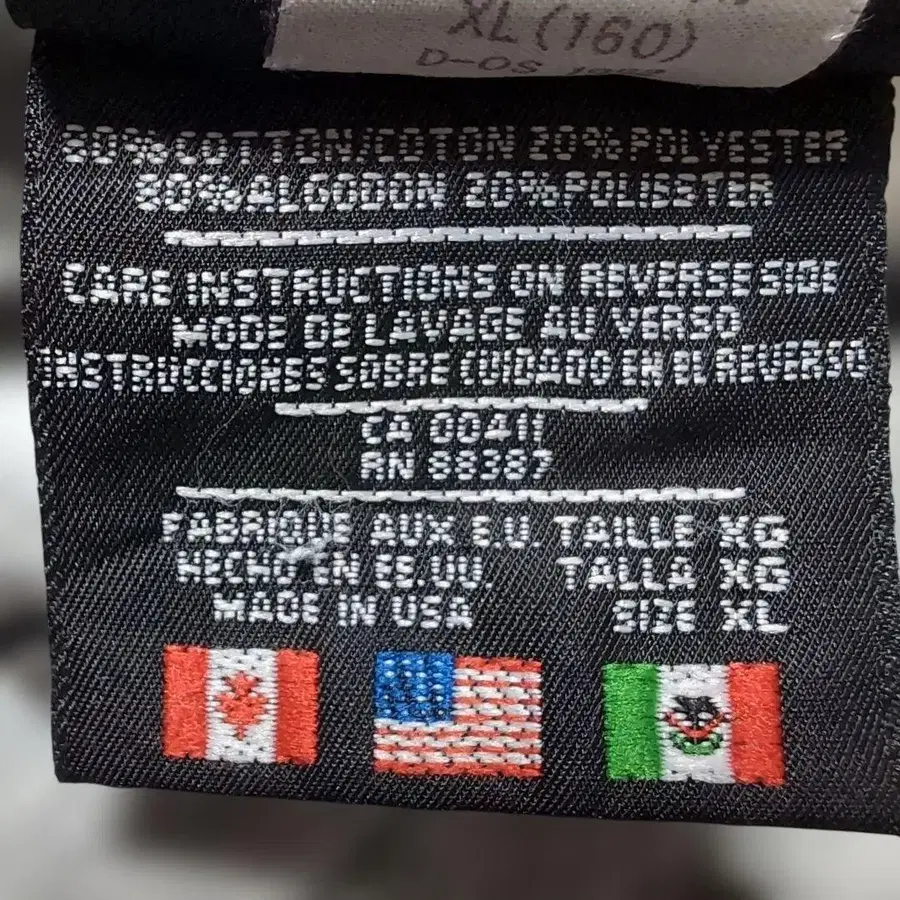 XL (160)
80% COTTON/COTON 20% POLYESTER
80% ALGODON 20% POLIESTER
CARE INSTRUCTIONS ON REVERSE SIDE
MODE DE LAVAGE AU VERSO
INSTRUCCIONES SOBRE CUIDADO EN EL REVERSO
CA 00411
RN 88387
FABRIQUE AUX E.U. TAILLE XG
HECHO EN EE.UU. TALLA XG
MADE IN USA SIZE XL